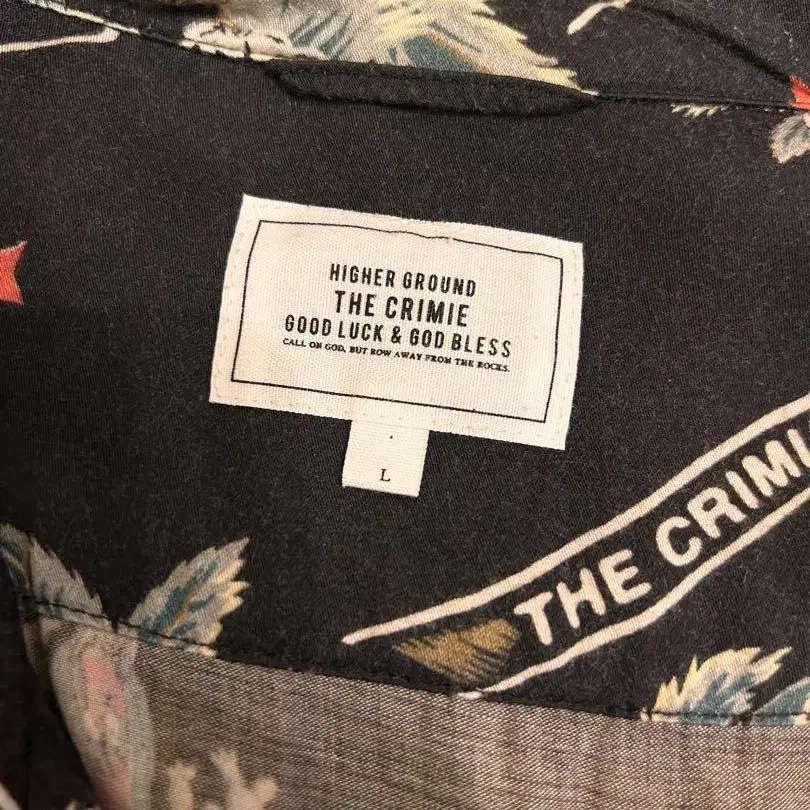 HIGHER GROUND
THE CRIMIE
GOOD LUCK & GOD BLESS
CALL ON GOD, BUT ROW AWAY FROM THE ROCKS.
L
THE CRIMI